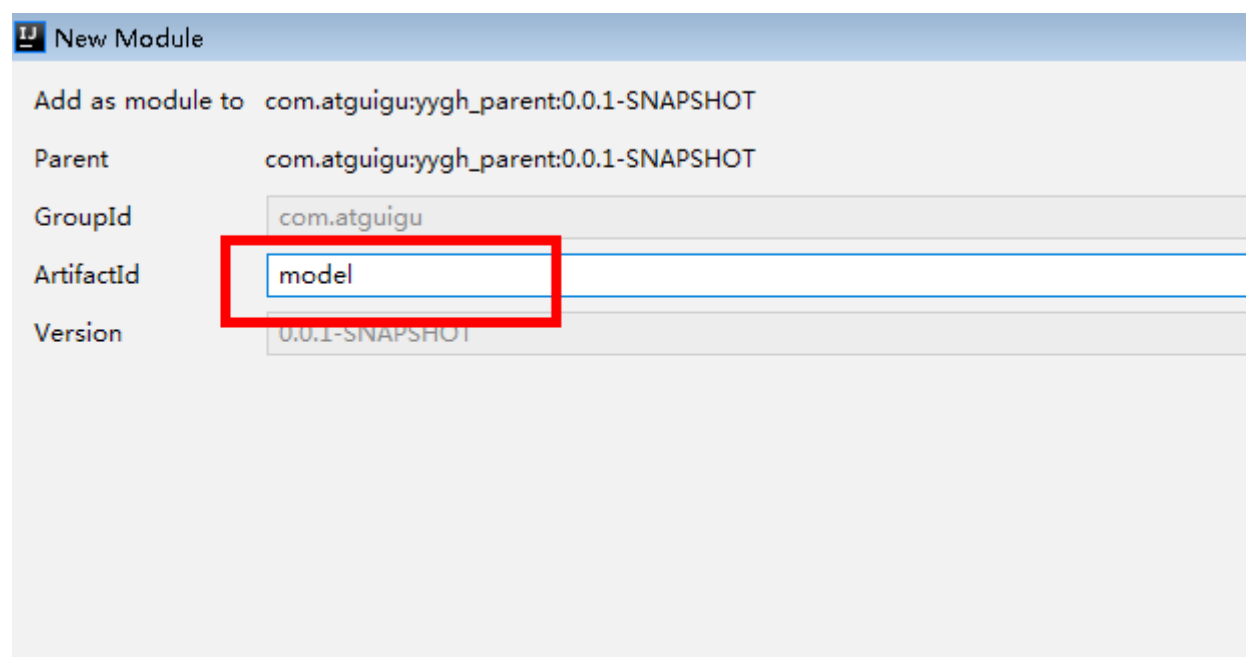 New Module
Add as module to com.atguigu:yygh_parent:0.0.1-SNAPSHOT
Parent com.atguigu:yygh_parent:0.0.1-SNAPSHOT
GroupId com.atguigu
ArtifactId model
Version 0.0.1-SNAPSHOT